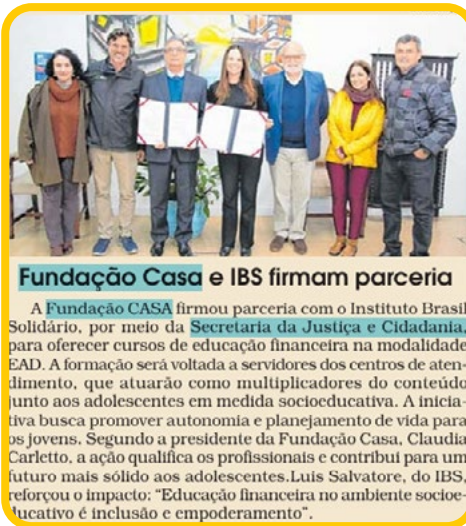 Fundação Casa e IBS firmam parceria
A Fundação CASA firmou parceria com o Instituto Brasil
Solidário, por meio da Secretaria da Justiça e Cidadania,
para oferecer cursos de educação financeira na modalidade
EAD. A formação será voltada a servidores dos centros de aten-
dimento, que atuarão como multiplicadores do conteúdo
junto aos adolescentes em medida socioeducativa. A inicia-
tiva busca promover autonomia e planejamento de vida para
os jovens. Segundo a presidente da Fundação Casa, Claudia
Carletto, a ação qualifica os profissionais e contribui para um
futuro mais sólido aos adolescentes.Luis Salvatore, do IBS,
reforçou o impacto: “Educação financeira no ambiente socioe-
ducativo é inclusão e empoderamento”.